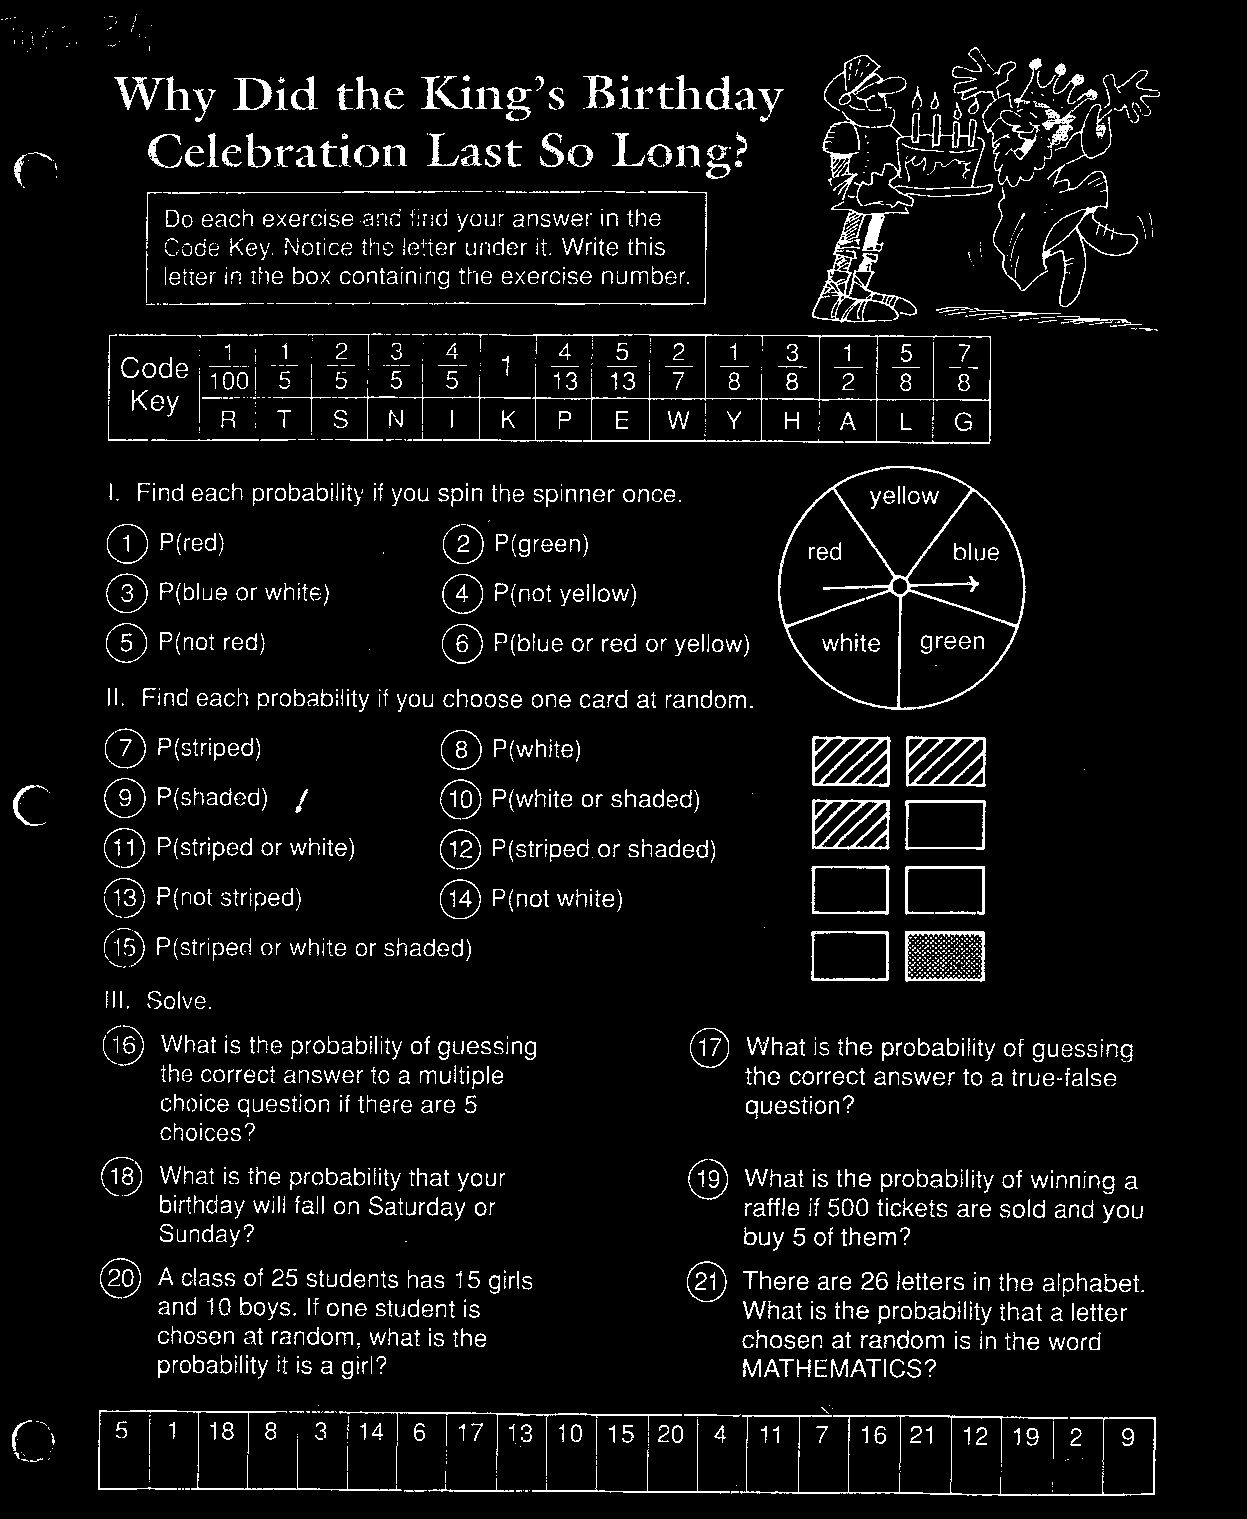 Why Did the King's Birthday
Celebration Last So Long?
Do each exercise and find your answer in the
Code Key. Notice the letter under it. Write this
letter in the box containing the exercise number.
Code Key
1/100 1/5 2/5 3/5 4/5 1 4/13 5/13 2/7 1/8 3/8 1/2 5/8 7/8
R T S N I K P E W Y H A L G
I. Find each probability if you spin the spinner once.
1 P(red)
2 P(green)
3 P(blue or white)
4 P(not yellow)
5 P(not red)
6 P(blue or red or yellow)
yellow
red
blue
white
green
II. Find each probability if you choose one card at random.
7 P(striped)
8 P(white)
9 P(shaded)
10 P(white or shaded)
11 P(striped or white)
12 P(striped or shaded)
13 P(not striped)
14 P(not white)
15 P(striped or white or shaded)
III. Solve.
16 What is the probability of guessing
the correct answer to a multiple
choice question if there are 5
choices?
17 What is the probability of guessing
the correct answer to a true-false
question?
18 What is the probability that your
birthday will fall on Saturday or
Sunday?
19 What is the probability of winning a
raffle if 500 tickets are sold and you
buy 5 of them?
20 A class of 25 students has 15 girls
and 10 boys. If one student is
chosen at random, what is the
probability it is a girl?
21 There are 26 letters in the alphabet.
What is the probability that a letter
chosen at random is in the word
MATHEMATICS?
5 1 18 8 3 14 6 17 13 10 15 20 4 11 7 16 21 12 19 2 9